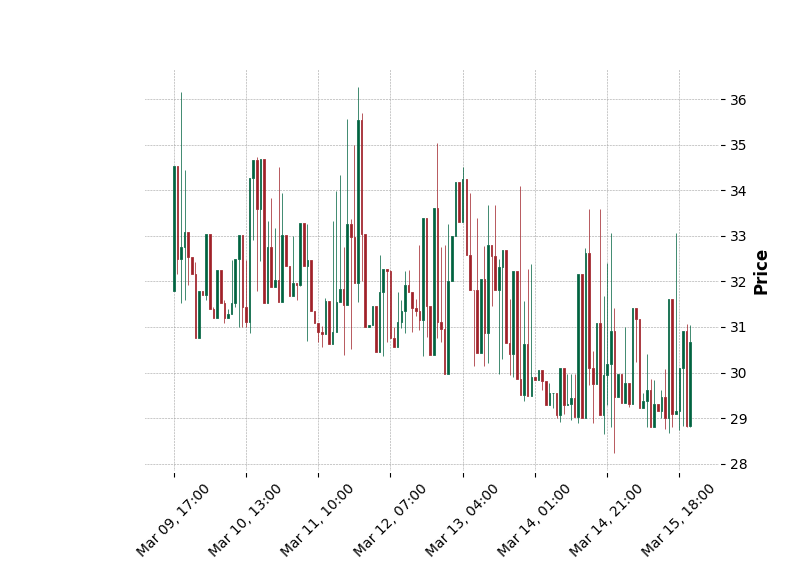 36
35
34
33
32
31
30
29
28
Price
Mar 09, 17:00
Mar 10, 13:00
Mar 11, 10:00
Mar 12, 07:00
Mar 13, 04:00
Mar 14, 01:00
Mar 14, 21:00
Mar 15, 18:00